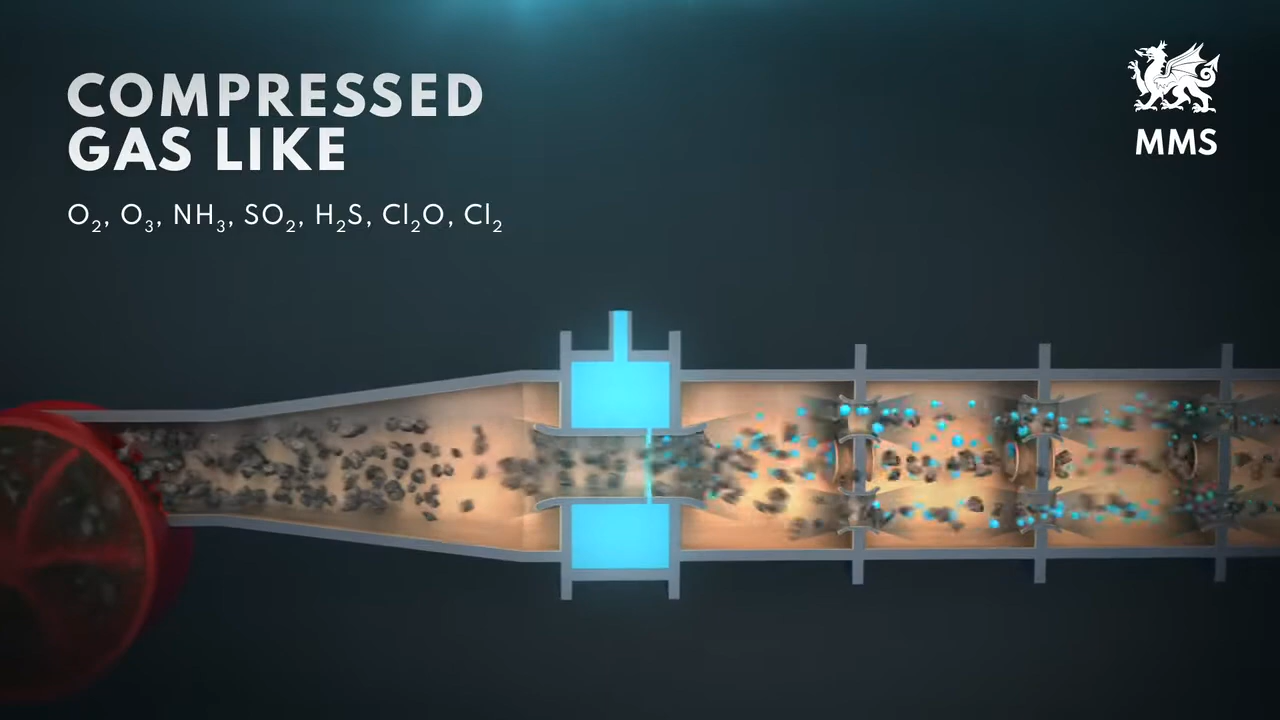 COMPRESSED
GAS LIKE
O₂, O₃, NH₃, SO₂, H₂S, Cl₂O, Cl₂
MMS